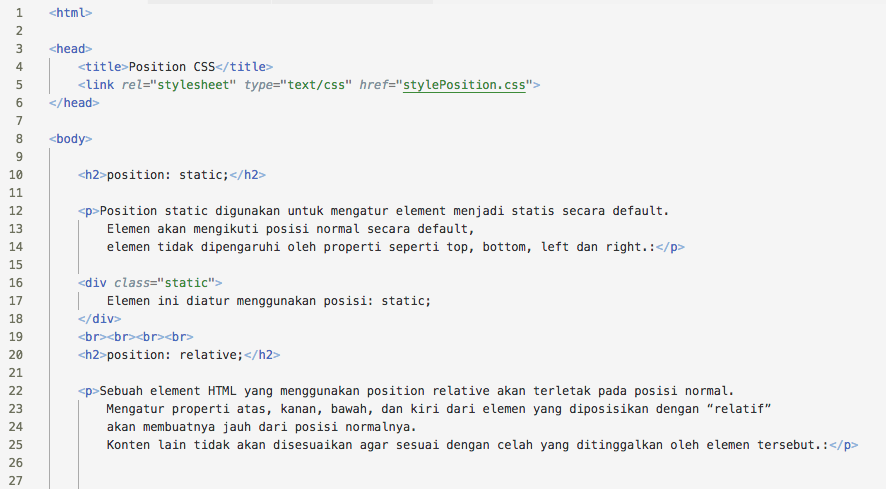 1 <html>
2
3 <head>
4 <title>Position CSS</title>
5 <link rel="stylesheet" type="text/css" href="stylePosition.css">
6 </head>
7
8 <body>
9
10 <h2>position: static;</h2>
11
12 <p>Position static digunakan untuk mengatur element menjadi statis secara default.
13 Elemen akan mengikuti posisi normal secara default,
14 elemen tidak dipengaruhi oleh properti seperti top, bottom, left dan right.:</p>
15
16 <div class="static">
17 Elemen ini diatur menggunakan posisi: static;
18 </div>
19 <br><br><br><br>
20 <h2>position: relative;</h2>
21
22 <p>Sebuah element HTML yang menggunakan position relative akan terletak pada posisi normal.
23 Mengatur properti atas, kanan, bawah, dan kiri dari elemen yang diposisikan dengan “relatif”
24 akan membuatnya jauh dari posisi normalnya.
25 Konten lain tidak akan disesuaikan agar sesuai dengan celah yang ditinggalkan oleh elemen tersebut.:</p>
26
27